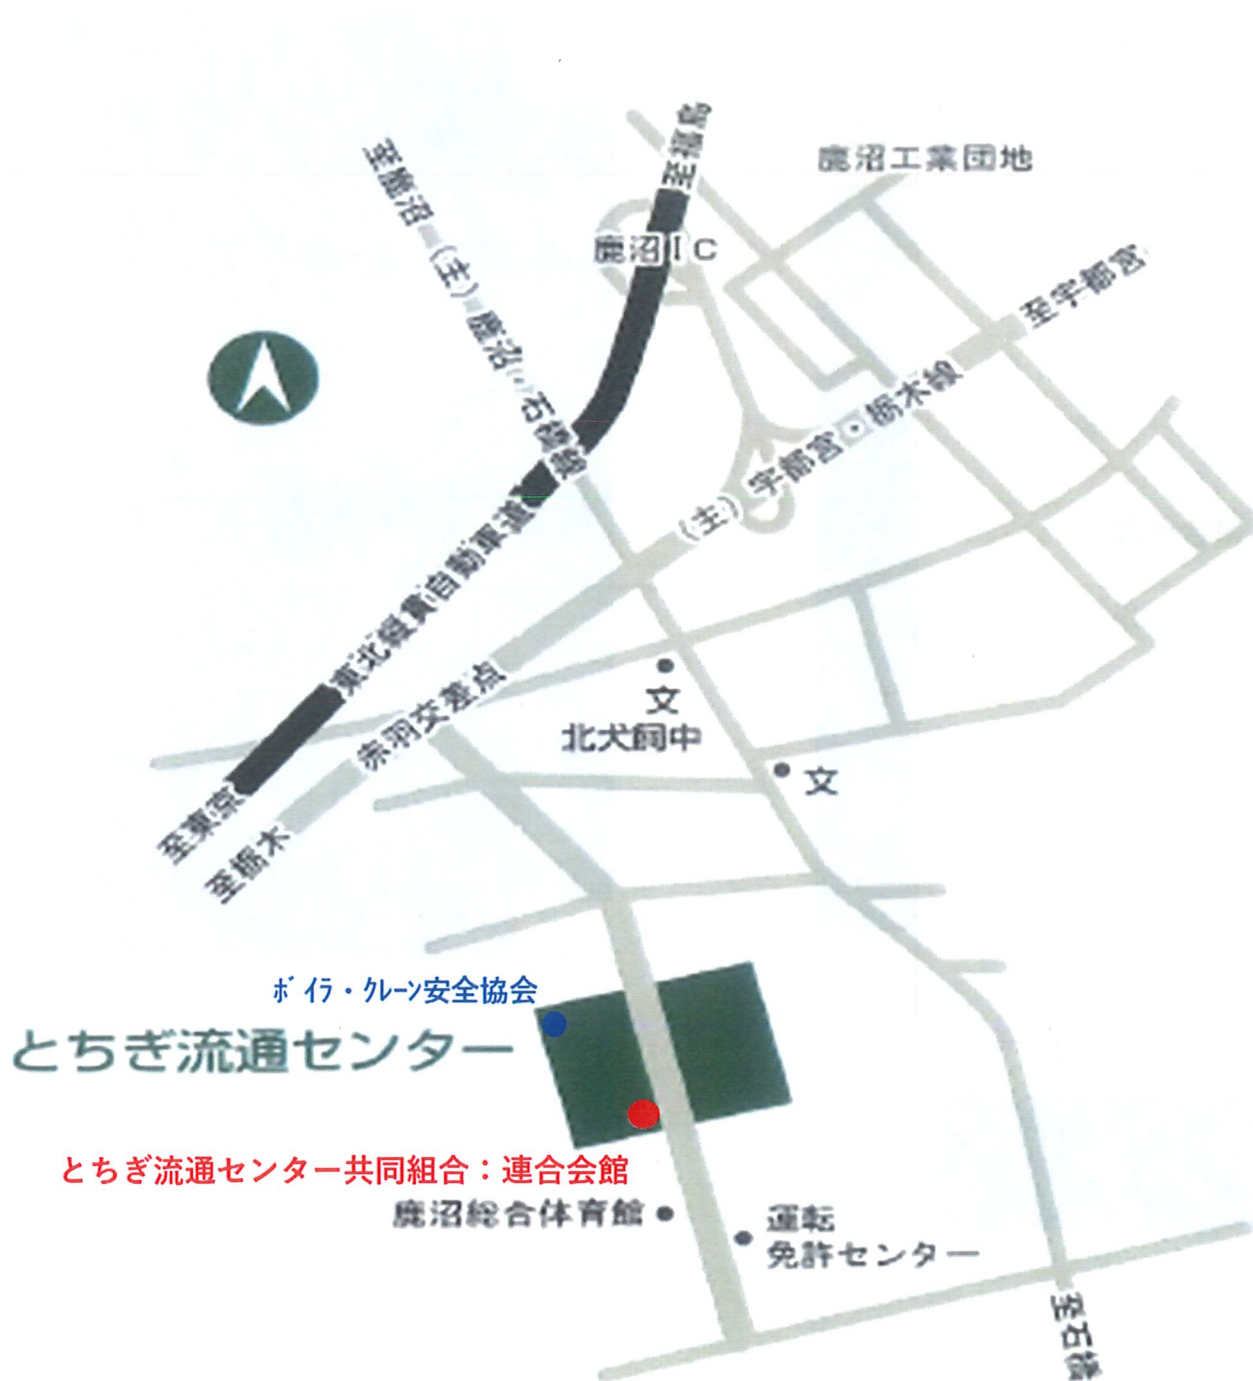 至福島
鹿沼工業団地
至鹿沼
(主)鹿沼・石橋線
鹿沼IC
至宇都宮
(主)宇都宮・栃木線
東北縦貫自動車道
赤羽交差点
文
北犬飼中
文
至東京
至栃木
ボイラ・クレーン安全協会
とちぎ流通センター
とちぎ流通センター共同組合：連合会館
鹿沼総合体育館
運転
免許センター
至石橋